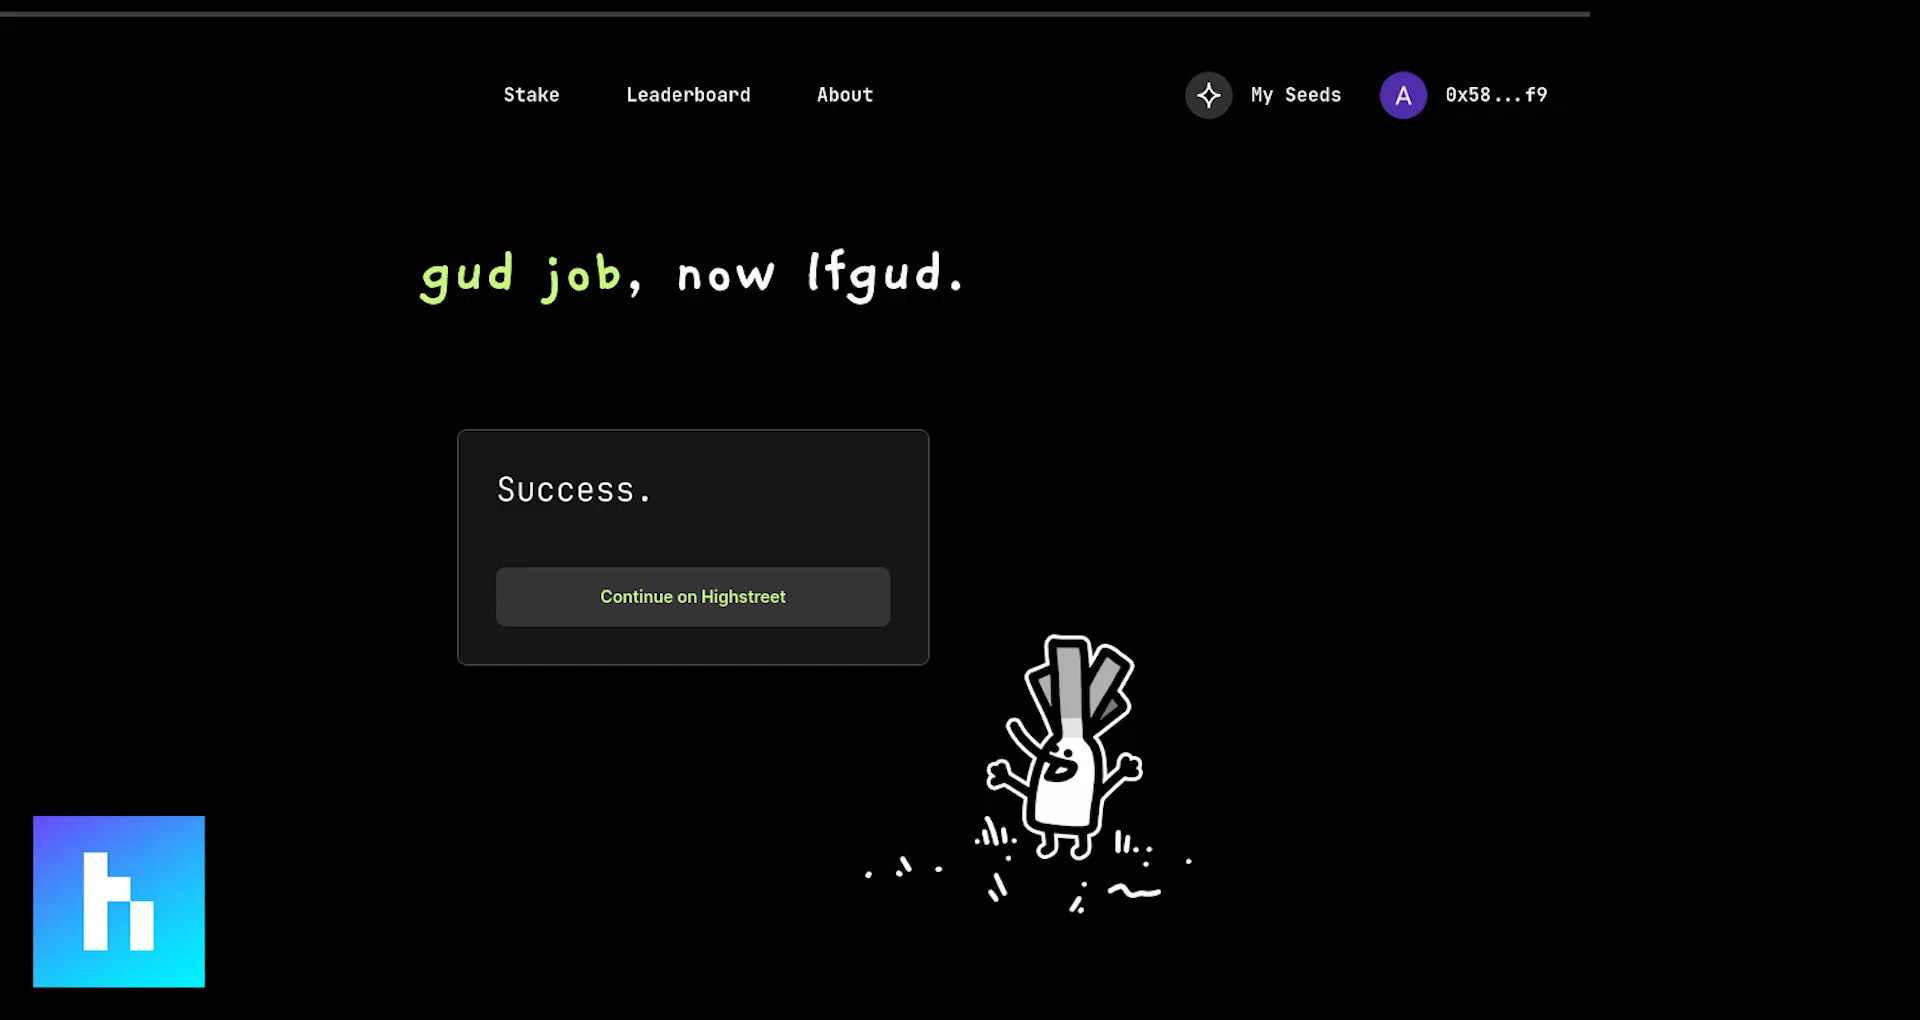 Stake
Leaderboard
About
My Seeds
A
0x58...f9
gud job, now lfgud.
Success.
Continue on Highstreet
h